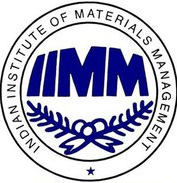 INDIAN INSTITUTE OF MATERIALS MANAGEMENT
IIMM